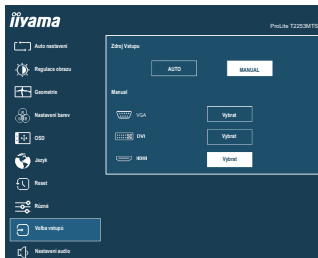 iiyama
ProLite T2253MTS
Auto nastavení
Regulace obrazu
Geometrie
Nastavení barev
OSD
Jazyk
Reset
Různé
Volba vstupů
Nastavení audio
Zdroj Vstupu
AUTO
MANUAL
Manual
VGA
Vybrat
DVI
Vybrat
HDMI
Vybrat